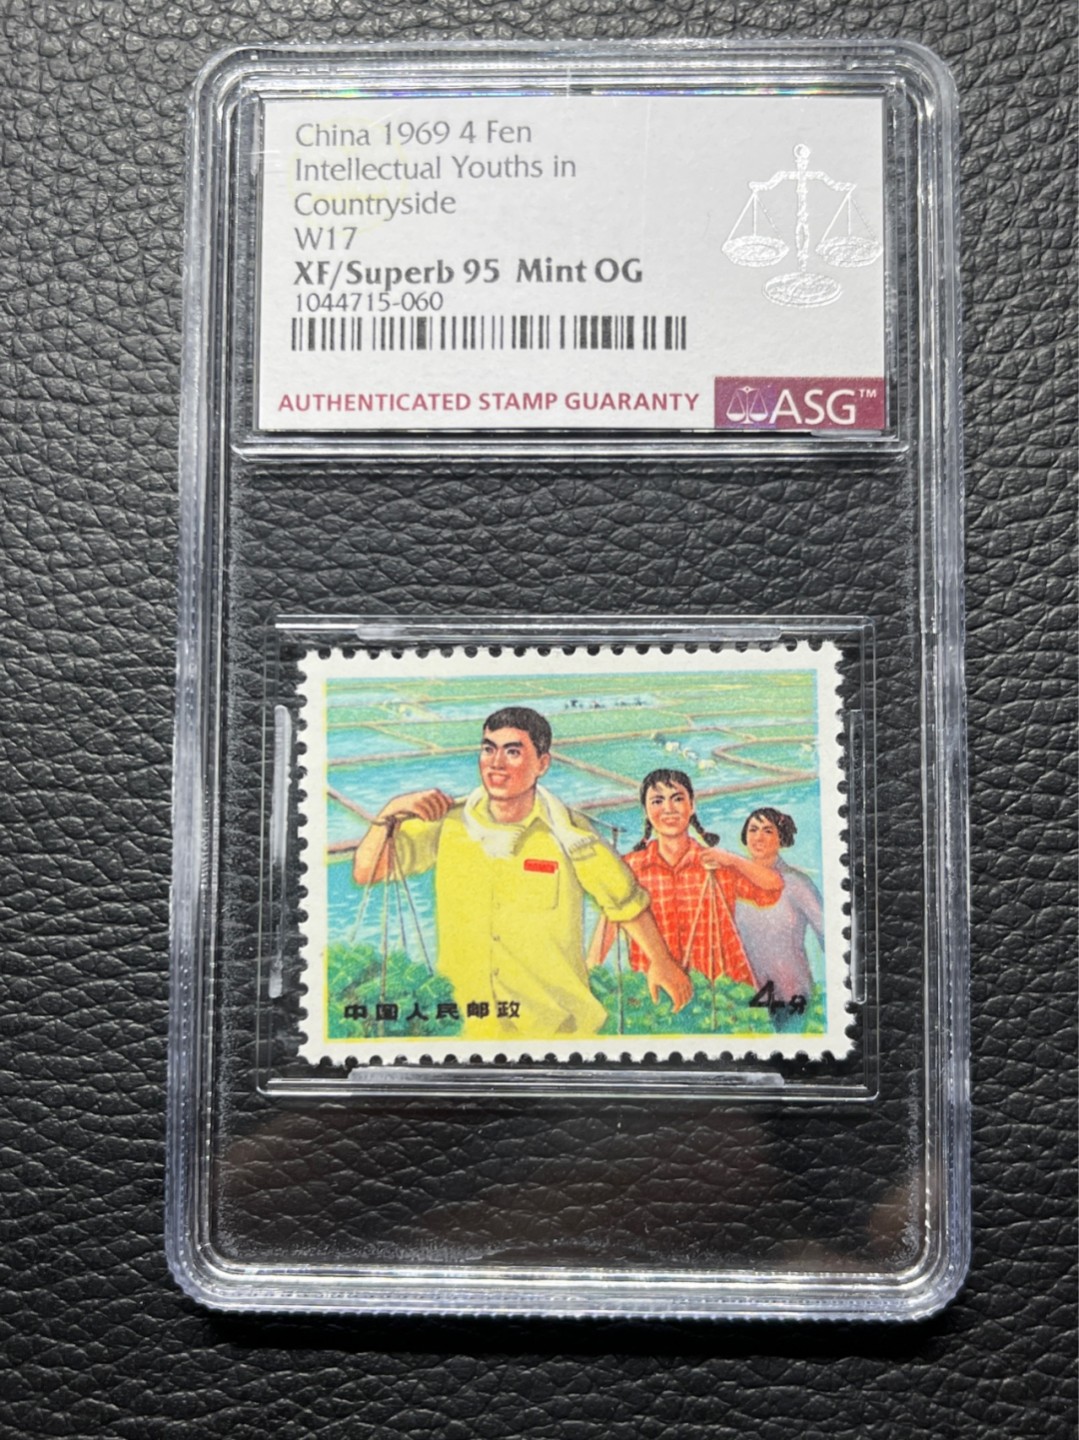 China 1969 4 Fen
Intellectual Youths in
Countryside
W17
XF/Superb 95 Mint OG
1044715-060
AUTHENTICATED STAMP GUARANTY
ASG™
中国人民邮政
4分